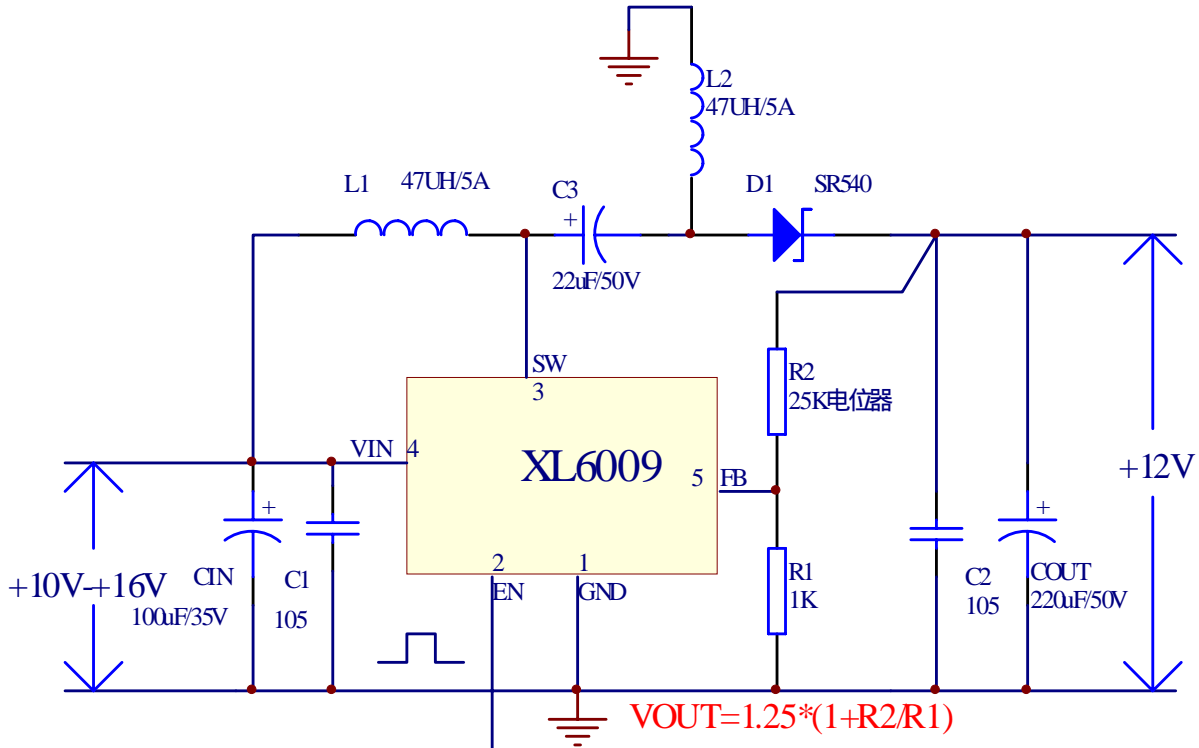 L2
47UH/5A
L1
47UH/5A
C3
+
D1
SR540
22uF/50V
SW
3
R2
25K电位器
VIN
4
XL6009
5
FB
+12V
+
+
+10V-+16V
CIN
100uF/35V
C1
105
2
EN
1
GND
R1
1K
C2
105
COUT
220uF/50V
VOUT=1.25*(1+R2/R1)